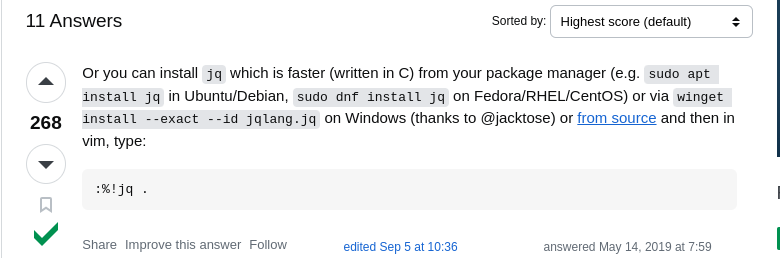 11 Answers
Sorted by: Highest score (default)
Or you can install jq which is faster (written in C) from your package manager (e.g. sudo apt
install jq in Ubuntu/Debian, sudo dnf install jq on Fedora/RHEL/CentOS) or via winget
268
install --exact --id jqlang.jq on Windows (thanks to @jacktose) or from source and then in
vim, type:
:%!jq .
Share Improve this answer Follow
edited Sep 5 at 10:36
answered May 14, 2019 at 7:59